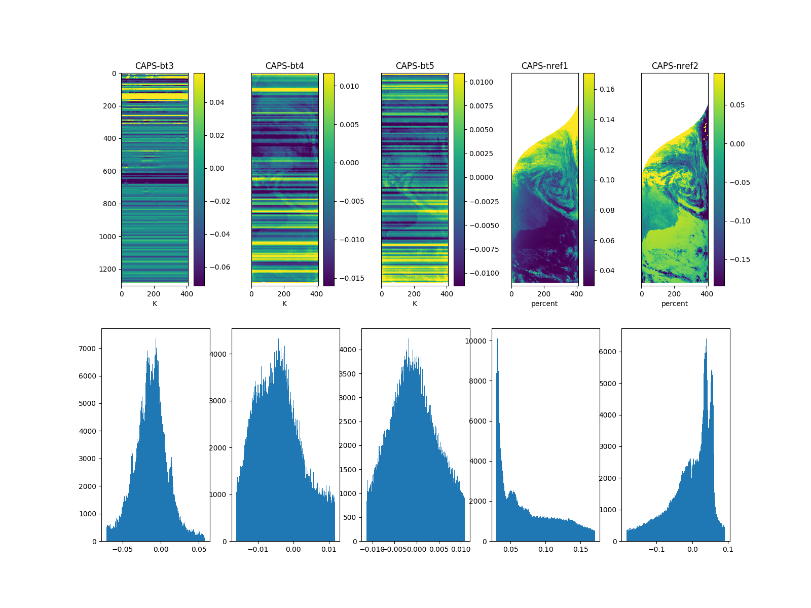 CAPS-bt3 CAPS-bt4 CAPS-bt5 CAPS-nref1 CAPS-nref2
0 200 400 600 800 1000 1200
0 200 400
K
0.04 0.02 0.00 −0.02 −0.04 −0.06
0 200 400
K
0.010 0.005 0.000 −0.005 −0.010 −0.015
0 200 400
K
0.0100 0.0075 0.0050 0.0025 0.0000 −0.0025 −0.0050 −0.0075 −0.0100
0 200 400
percent
0.16 0.14 0.12 0.10 0.08 0.06 0.04
0 200 400
percent
0.05 0.00 −0.05 −0.10 −0.15
7000 6000 5000 4000 3000 2000 1000 0
−0.05 0.00 0.05
4000 3000 2000 1000 0
−0.01 0.00 0.01
4000 3500 3000 2500 2000 1500 1000 500 0
−0.010 −0.005 0.000 0.005 0.010
10000 8000 6000 4000 2000 0
0.05 0.10 0.15
6000 5000 4000 3000 2000 1000 0
−0.1 0.0 0.1